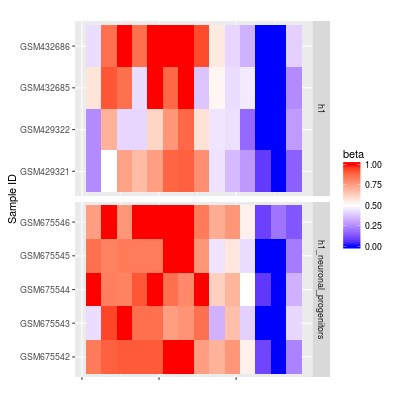 GSM432686
GSM432685
GSM429322
GSM429321
h1
GSM675546
GSM675545
GSM675544
GSM675543
GSM675542
h1_neuronal_progenitors
Sample ID
beta
1.00
0.75
0.50
0.25
0.00